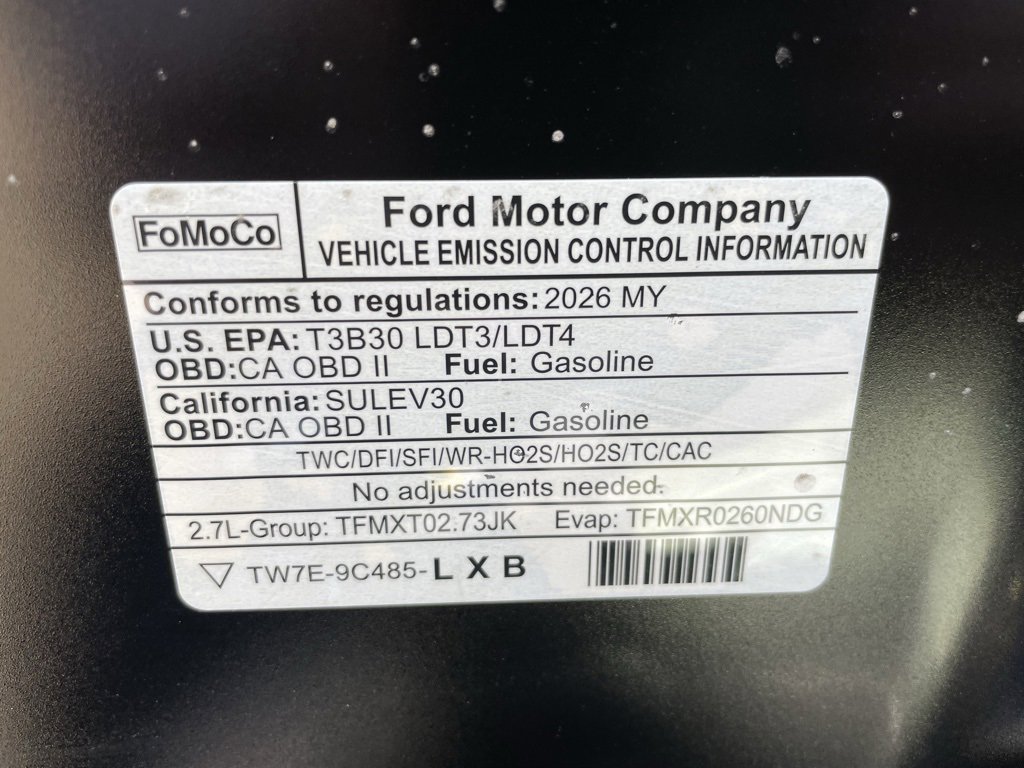 FoMoCo
Ford Motor Company
VEHICLE EMISSION CONTROL INFORMATION
Conforms to regulations: 2026 MY
U.S. EPA: T3B30 LDT3/LDT4
OBD:CA OBD II Fuel: Gasoline
California: SULEV30
OBD:CA OBD II Fuel: Gasoline
TWC/DFI/SFI/WR-HO2S/HO2S/TC/CAC
No adjustments needed.
2.7L-Group: TFMXT02.73JK Evap: TFMXR0260NDG
TW7E-9C485-L X B